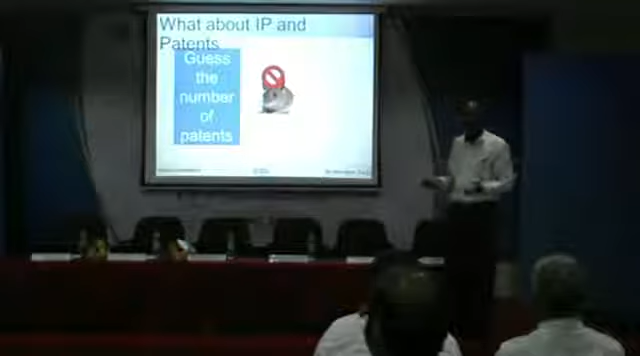 What about IP and
Patents
Guess
the
number
of
patents